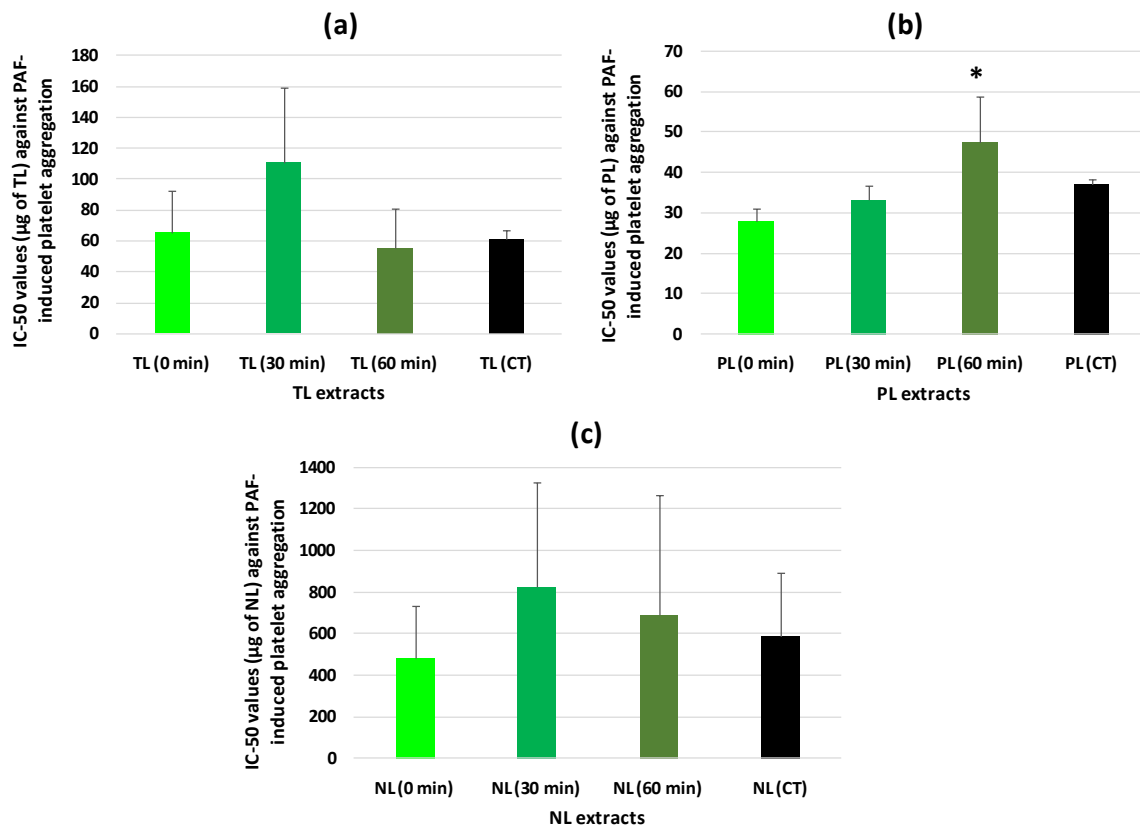 (a)
IC-50 values (μg of TL) against PAF-
induced platelet aggregation
180
160
140
120
100
80
60
40
20
0
TL (0 min) TL (30 min) TL (60 min) TL (CT)
TL extracts
(b)
IC-50 values (μg of PL) against PAF-
induced platelet aggregation
70
60
50
40
30
20
10
0
*
PL (0 min) PL (30 min) PL (60 min) PL (CT)
PL extracts
(c)
IC-50 values (μg of NL) against PAF-
induced platelet aggregation
1400
1200
1000
800
600
400
200
0
NL (0 min) NL (30 min) NL (60 min) NL (CT)
NL extracts